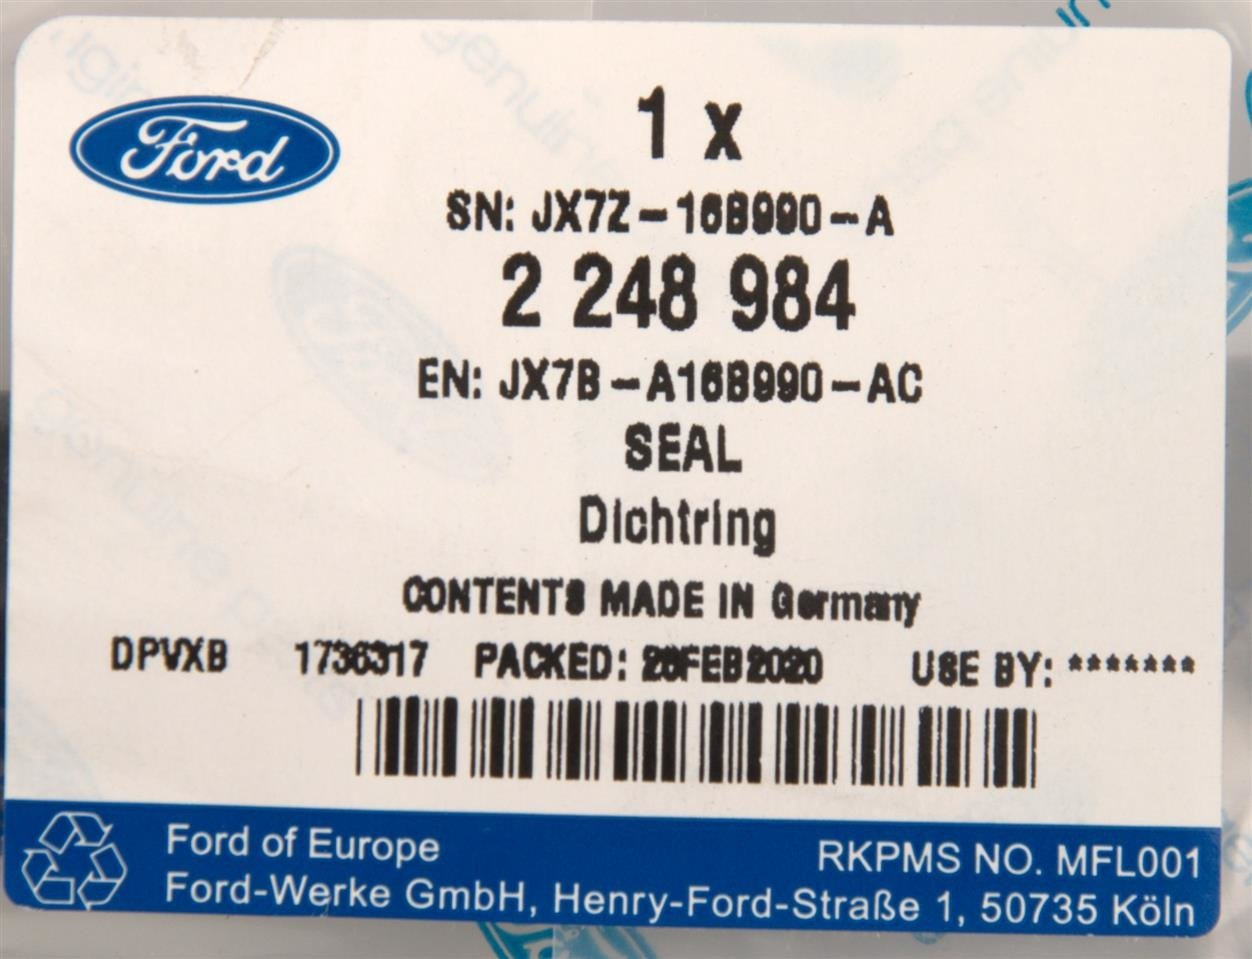 Ford
1 x
SN: JX7Z-16B990-A
2 248 984
EN: JX7B-A16B990-AC
SEAL
Dichtring
CONTENTS MADE IN Germany
DPVXB 1736317 PACKED: 26FEB2020 USE BY: *******
Ford of Europe
RKPMS NO. MFL001
Ford-Werke GmbH, Henry-Ford-Straße 1, 50735 Köln